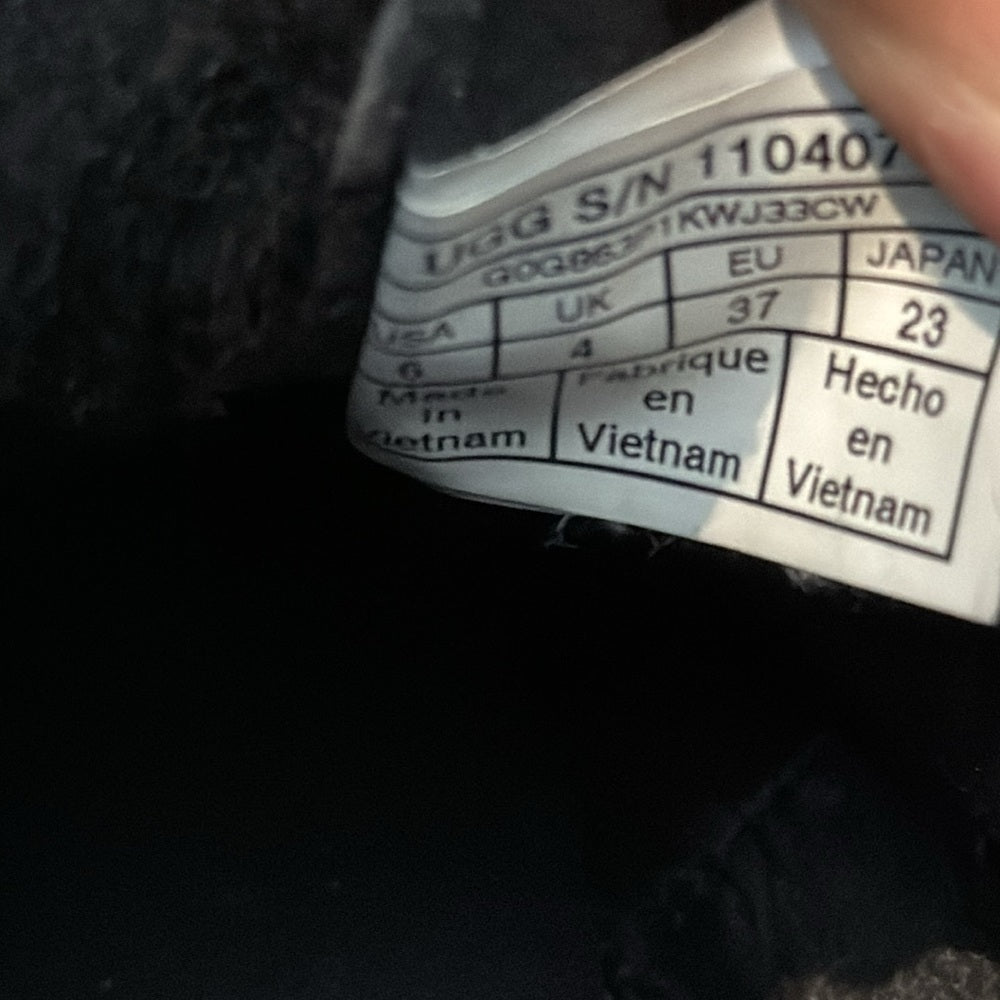 UGG S/N 110407
1KWJ33CW
USA UK EU JAPAN
6 4 37 23
Made Fabrique Hecho
in en en
Vietnam Vietnam Vietnam